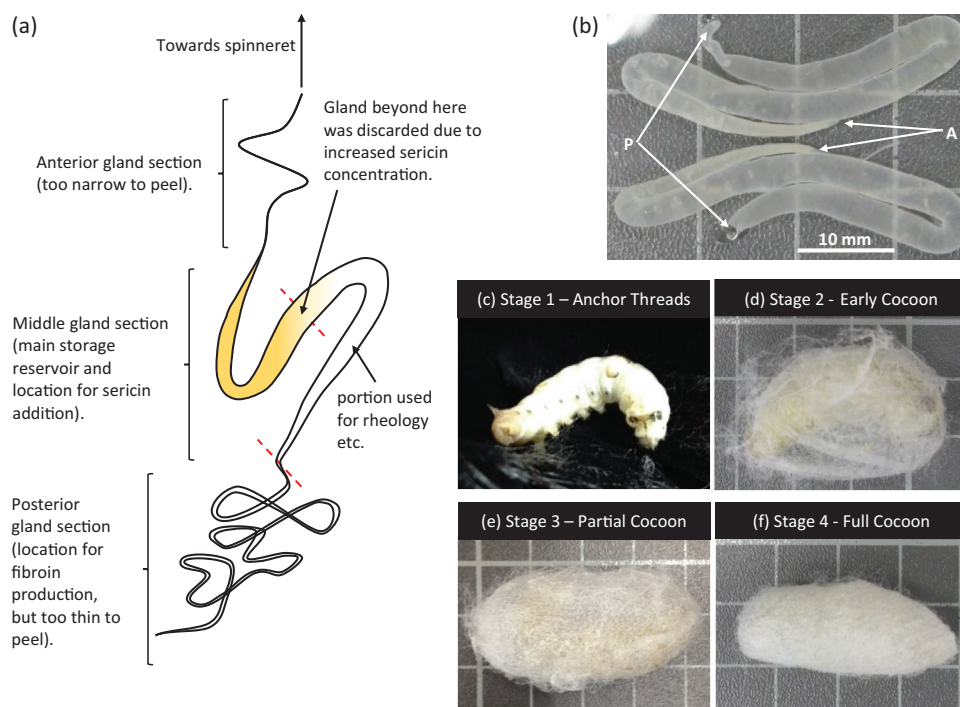 (a)
Towards spinneret
Gland beyond here
was discarded due to
increased sericin
concentration.
Anterior gland section
(too narrow to peel).
Middle gland section
(main storage
reservoir and
location for sericin
addition).
portion used
for rheology
etc.
Posterior
gland section
(location for
fibroin
production,
but too thin to
peel).
(b)
P
A
10 mm
(c) Stage 1 – Anchor Threads
(d) Stage 2 - Early Cocoon
(e) Stage 3 – Partial Cocoon
(f) Stage 4 - Full Cocoon